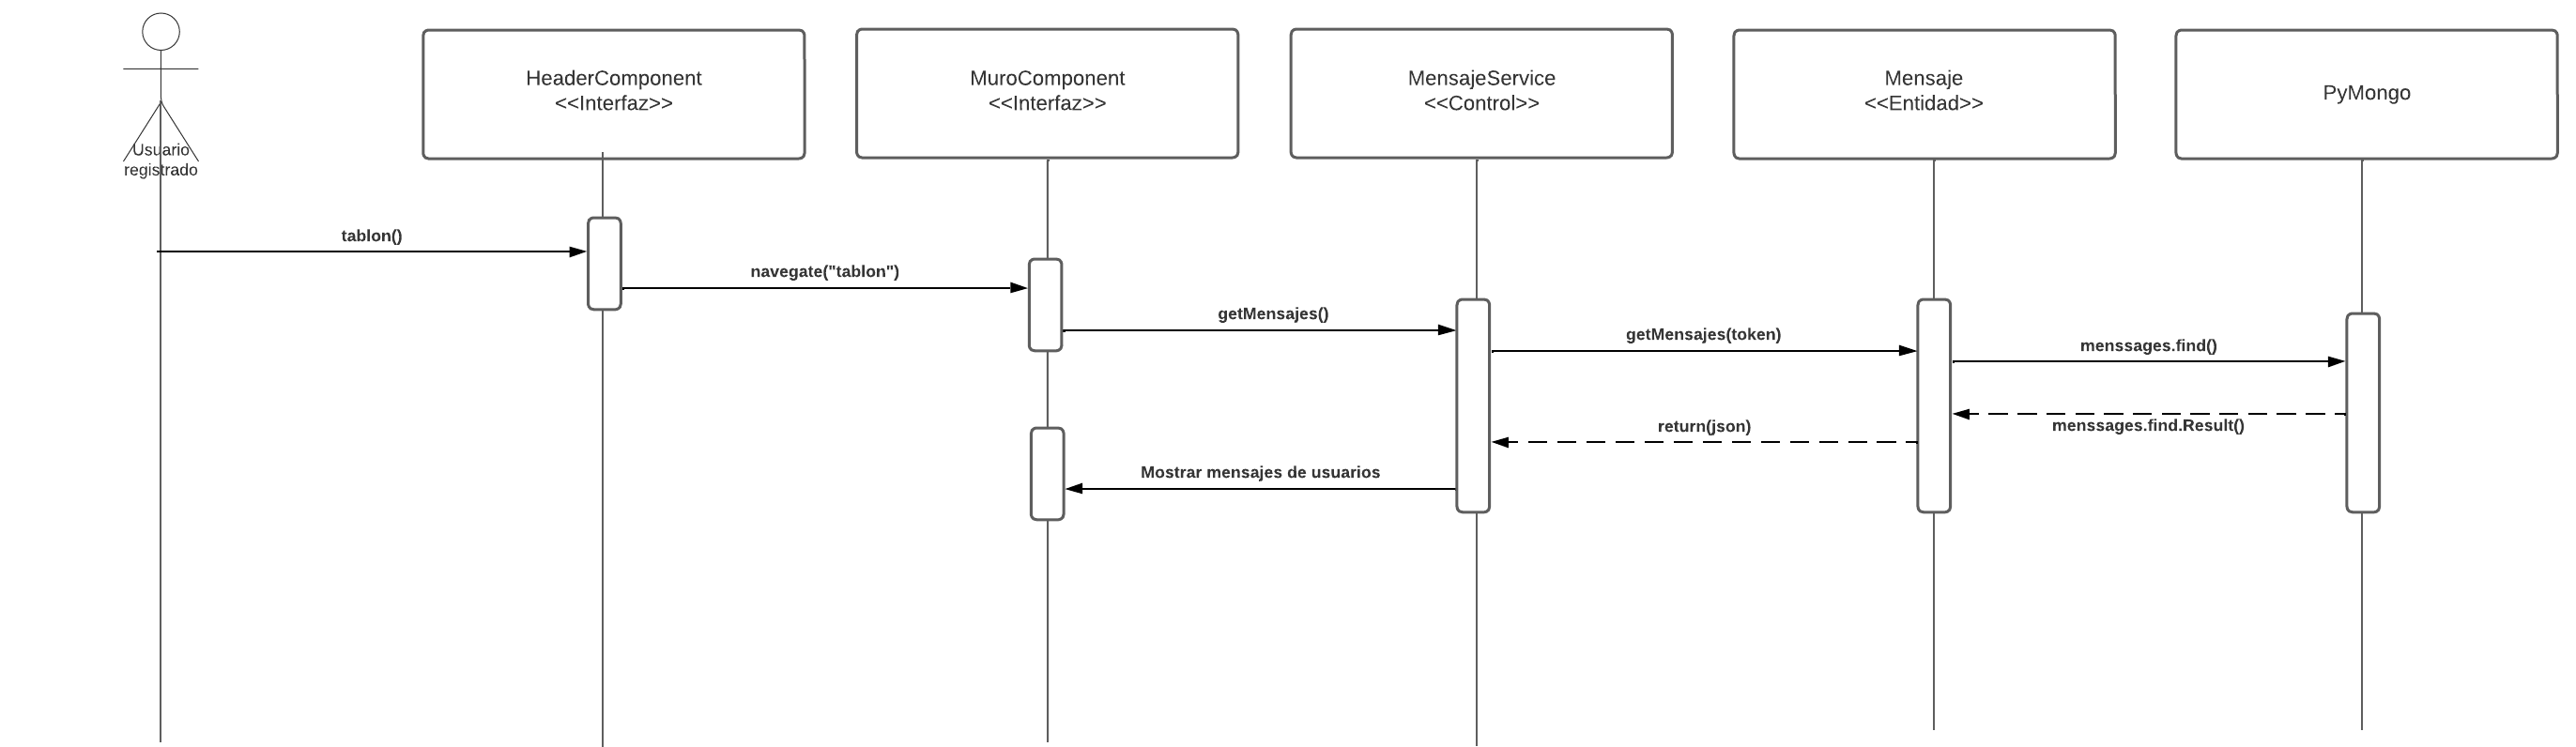 Usuario
registrado
HeaderComponent
<<Interfaz>>
MuroComponent
<<Interfaz>>
MensajeService
<<Control>>
Mensaje
<<Entidad>>
PyMongo
tablon()
navegate("tablon")
getMensajes()
getMensajes(token)
menssages.find()
menssages.find.Result()
return(json)
Mostrar mensajes de usuarios